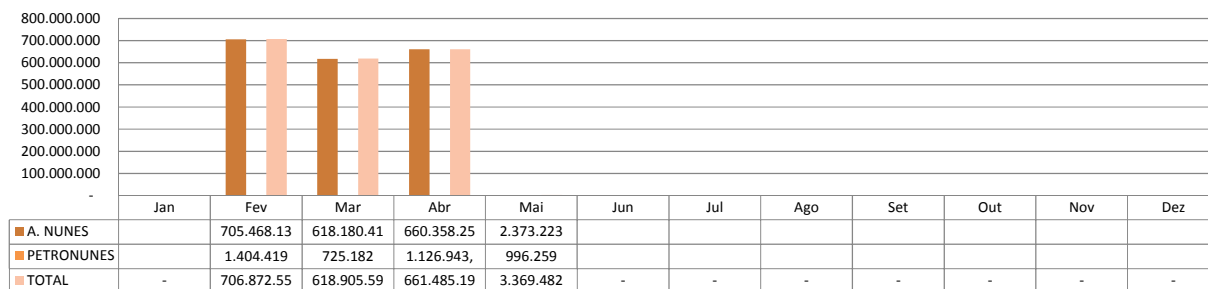 800.000.000
700.000.000
600.000.000
500.000.000
400.000.000
300.000.000
200.000.000
100.000.000
-
Jan Fev Mar Abr Mai Jun Jul Ago Set Out Nov Dez
A. NUNES 705.468.13 618.180.41 660.358.25 2.373.223
PETRONUNES 1.404.419 725.182 1.126.943, 996.259
TOTAL - 706.872.55 618.905.59 661.485.19 3.369.482 - - - - - - -